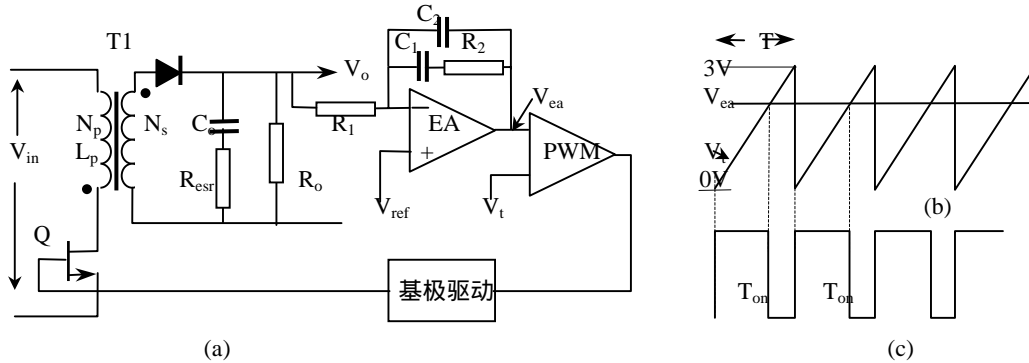 C₂
C₁
R₂
T1
Vₒ
R₁
EA
Vₑₐ
PWM
Nₚ
Nₛ
Cₒ
Vᵢₙ
Lₚ
Rₑₛᵣ
Rₒ
V_ref
Vₜ
Q
基极驱动
(a)
T
3V
Vₑₐ
Vₜ
0V
(b)
Tₒₙ
Tₒₙ
(c)